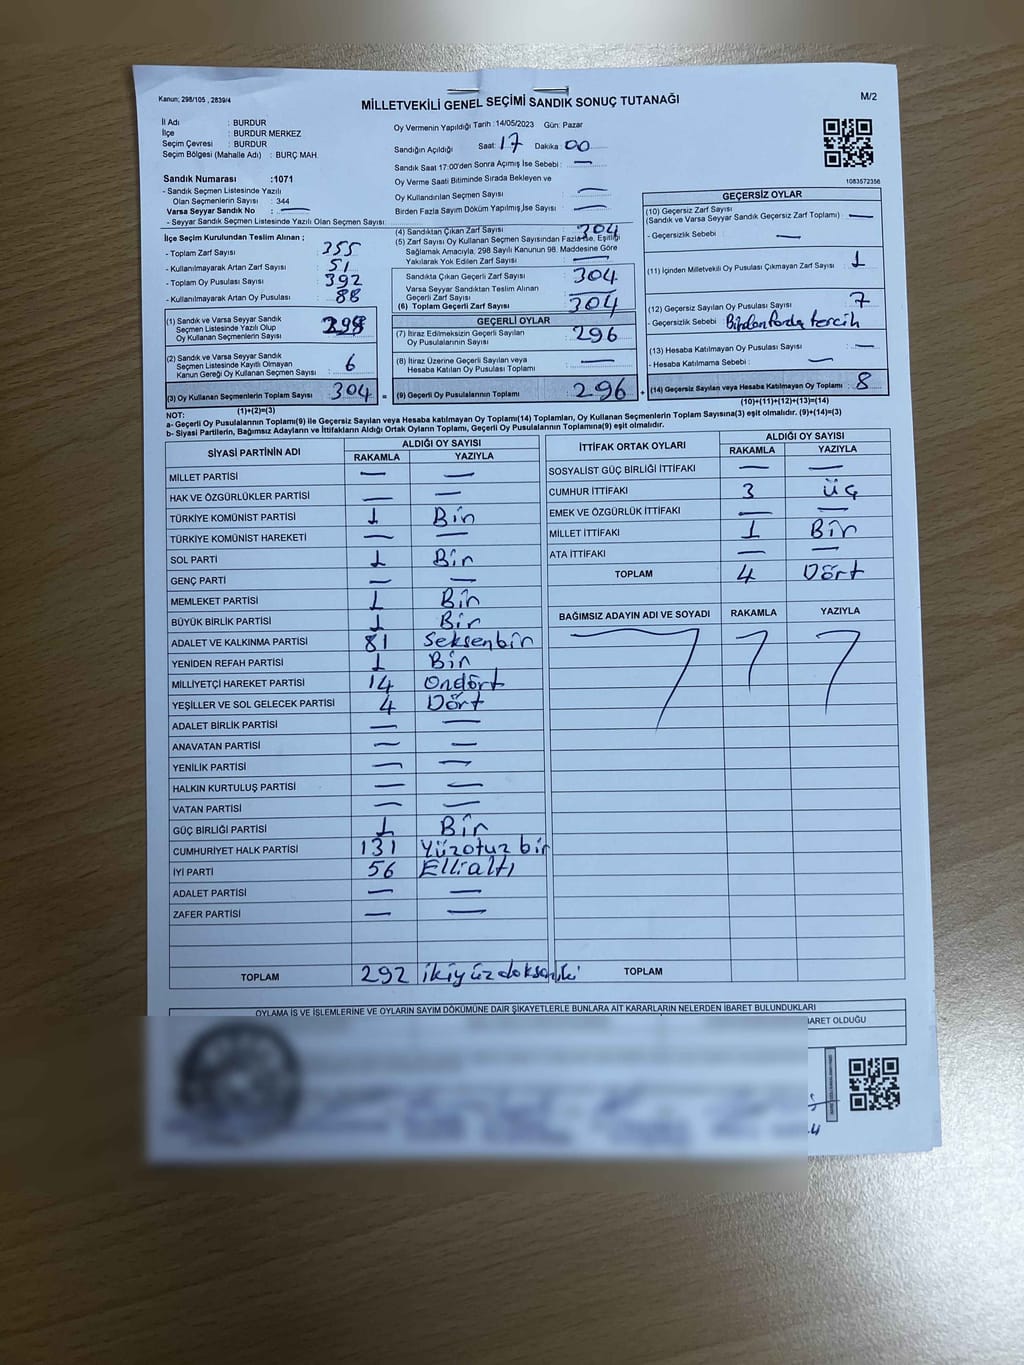 Kanun; 298/105 , 2839/4
MİLLETVEKİLİ GENEL SEÇİMİ SANDIK SONUÇ TUTANAĞI
M/2
İl Adı : BURDUR
İlçe : BURDUR MERKEZ
Seçim Çevresi : BURDUR
Seçim Bölgesi (Mahalle Adı) : BURÇ MAH.
Sandık Numarası :1071
- Sandık Seçmen Listesinde Yazılı
Olan Seçmenlerin Sayısı : 344
Varsa Seyyar Sandık No : —
- Seyyar Sandık Seçmen Listesinde Yazılı Olan Seçmen Sayısı:
Oy Vermenin Yapıldığı Tarih :14/05/2023 Gün: Pazar
Sandığın Açıldığı Saat: 17 Dakika: 00
Sandık Saat 17:00'den Sonra Açımış İse Sebebi : —
Oy Verme Saati Bitiminde Sırada Bekleyen ve
Oy Kullandırılan Seçmen Sayısı —
Birden Fazla Sayım Döküm Yapılmış İse Sayısı : —
1083572356
İlçe Seçim Kurulundan Teslim Alınan ;
- Toplam Zarf Sayısı : 355
- Kullanılmayarak Artan Zarf Sayısı : 51
- Toplam Oy Pusulası Sayısı : 392
- Kullanılmayarak Artan Oy Pusulası : 88
(1) Sandık ve Varsa Seyyar Sandık
Seçmen Listesinde Yazılı Olup
Oy Kullanan Seçmenlerin Sayısı : 298
(2) Sandık ve Varsa Seyyar Sandık
Seçmen Listesinde Kayıtlı Olmayan
Kanun Gereği Oy Kullanan Seçmen Sayısı : 6
(3) Oy Kullanan Seçmenlerin Toplam Sayısı : 304 =
(1)+(2)=(3)
(4) Sandıktan Çıkan Zarf Sayısı 304
(5) Zarf Sayısı Oy Kullanan Seçmen Sayısından Fazla ise, Eşitliği
Sağlamak Amacıyla, 298 Sayılı Kanunun 98. Maddesine Göre
Yakılarak Yok Edilen Zarf Sayısı : —
Sandıkta Çıkan Geçerli Zarf Sayısı 304
Varsa Seyyar Sandıktan Teslim Alınan
Geçerli Zarf Sayısı —
(6) Toplam Geçerli Zarf Sayısı 304
GEÇERLİ OYLAR
(7) İtiraz Edilmeksizin Geçerli Sayılan
Oy Pusulalarının Sayısı: 296
(8) İtiraz Üzerine Geçerli Sayılan veya
Hesaba Katılan Oy Pusulası Toplamı : —
(9) Geçerli Oy Pusulalarının Toplamı : 296 +
GEÇERSİZ OYLAR
(10) Geçersiz Zarf Sayısı
(Sandık ve Varsa Seyyar Sandık Geçersiz Zarf Toplamı) : —
- Geçersizlik Sebebi : —
(11) İçinden Milletvekili Oy Pusulası Çıkmayan Zarf Sayısı : 1
(12) Geçersiz Sayılan Oy Pusulası Sayısı : 7
- Geçersizlik Sebebi Birden fazla tercih
(13) Hesaba Katılmayan Oy Pusulası Sayısı : —
- Hesaba Katılmama Sebebi : —
(14) Geçersiz Sayılan veya Hesaba Katılmayan Oy Toplamı : 8
(10)+(11)+(12)+(13)=(14)
NOT:
a- Geçerli Oy Pusulalarının Toplamı(9) ile Geçersiz Sayılan veya Hesaba katılmayan Oy Toplamı(14) Toplamları, Oy Kullanan Seçmenlerin Toplam Sayısına(3) eşit olmalıdır. (9)+(14)=(3)
b- Siyasi Partilerin, Bağımsız Adayların ve İttifakların Aldığı Ortak Oyların Toplamı, Geçerli Oy Pusulalarının Toplamına(9) eşit olmalıdır.
SİYASİ PARTİNİN ADI ALDIĞI OY SAYISI
RAKAMLA YAZIYLA
MİLLET PARTİSİ — —
HAK VE ÖZGÜRLÜKLER PARTİSİ — —
TÜRKİYE KOMÜNİST PARTİSİ 1 Bir
TÜRKİYE KOMÜNİST HAREKETİ — —
SOL PARTİ 1 Bir
GENÇ PARTİ — —
MEMLEKET PARTİSİ 1 Bir
BÜYÜK BİRLİK PARTİSİ 1 Bir
ADALET VE KALKINMA PARTİSİ 81 Seksenbir
YENİDEN REFAH PARTİSİ 1 Bir
MİLLİYETÇİ HAREKET PARTİSİ 14 Ondört
YEŞİLLER VE SOL GELECEK PARTİSİ 4 Dört
ADALET BİRLİK PARTİSİ — —
ANAVATAN PARTİSİ — —
YENİLİK PARTİSİ — —
HALKIN KURTULUŞ PARTİSİ — —
VATAN PARTİSİ — —
GÜÇ BİRLİĞİ PARTİSİ 1 Bir
CUMHURİYET HALK PARTİSİ 131 Yüzotuz bir
İYİ PARTİ 56 Ellialtı
ADALET PARTİSİ — —
ZAFER PARTİSİ — —
TOPLAM 292 ikiyüzdoksaniki
İTTİFAK ORTAK OYLARI ALDIĞI OY SAYISI
RAKAMLA YAZIYLA
SOSYALİST GÜÇ BİRLİĞİ İTTİFAKI — —
CUMHUR İTTİFAKI 3 üç
EMEK VE ÖZGÜRLÜK İTTİFAKI — —
MİLLET İTTİFAKI 1 Bir
ATA İTTİFAKI — —
TOPLAM 4 Dört
BAĞIMSIZ ADAYIN ADI VE SOYADI RAKAMLA YAZIYLA
TOPLAM
OYLAMA İŞ VE İŞLEMLERİNE VE OYLARIN SAYIM DÖKÜMÜNE DAİR ŞİKAYETLERLE BUNLARA AİT KARARLARIN NELERDEN İBARET BULUNDUKLARI
BARET OLDUĞU